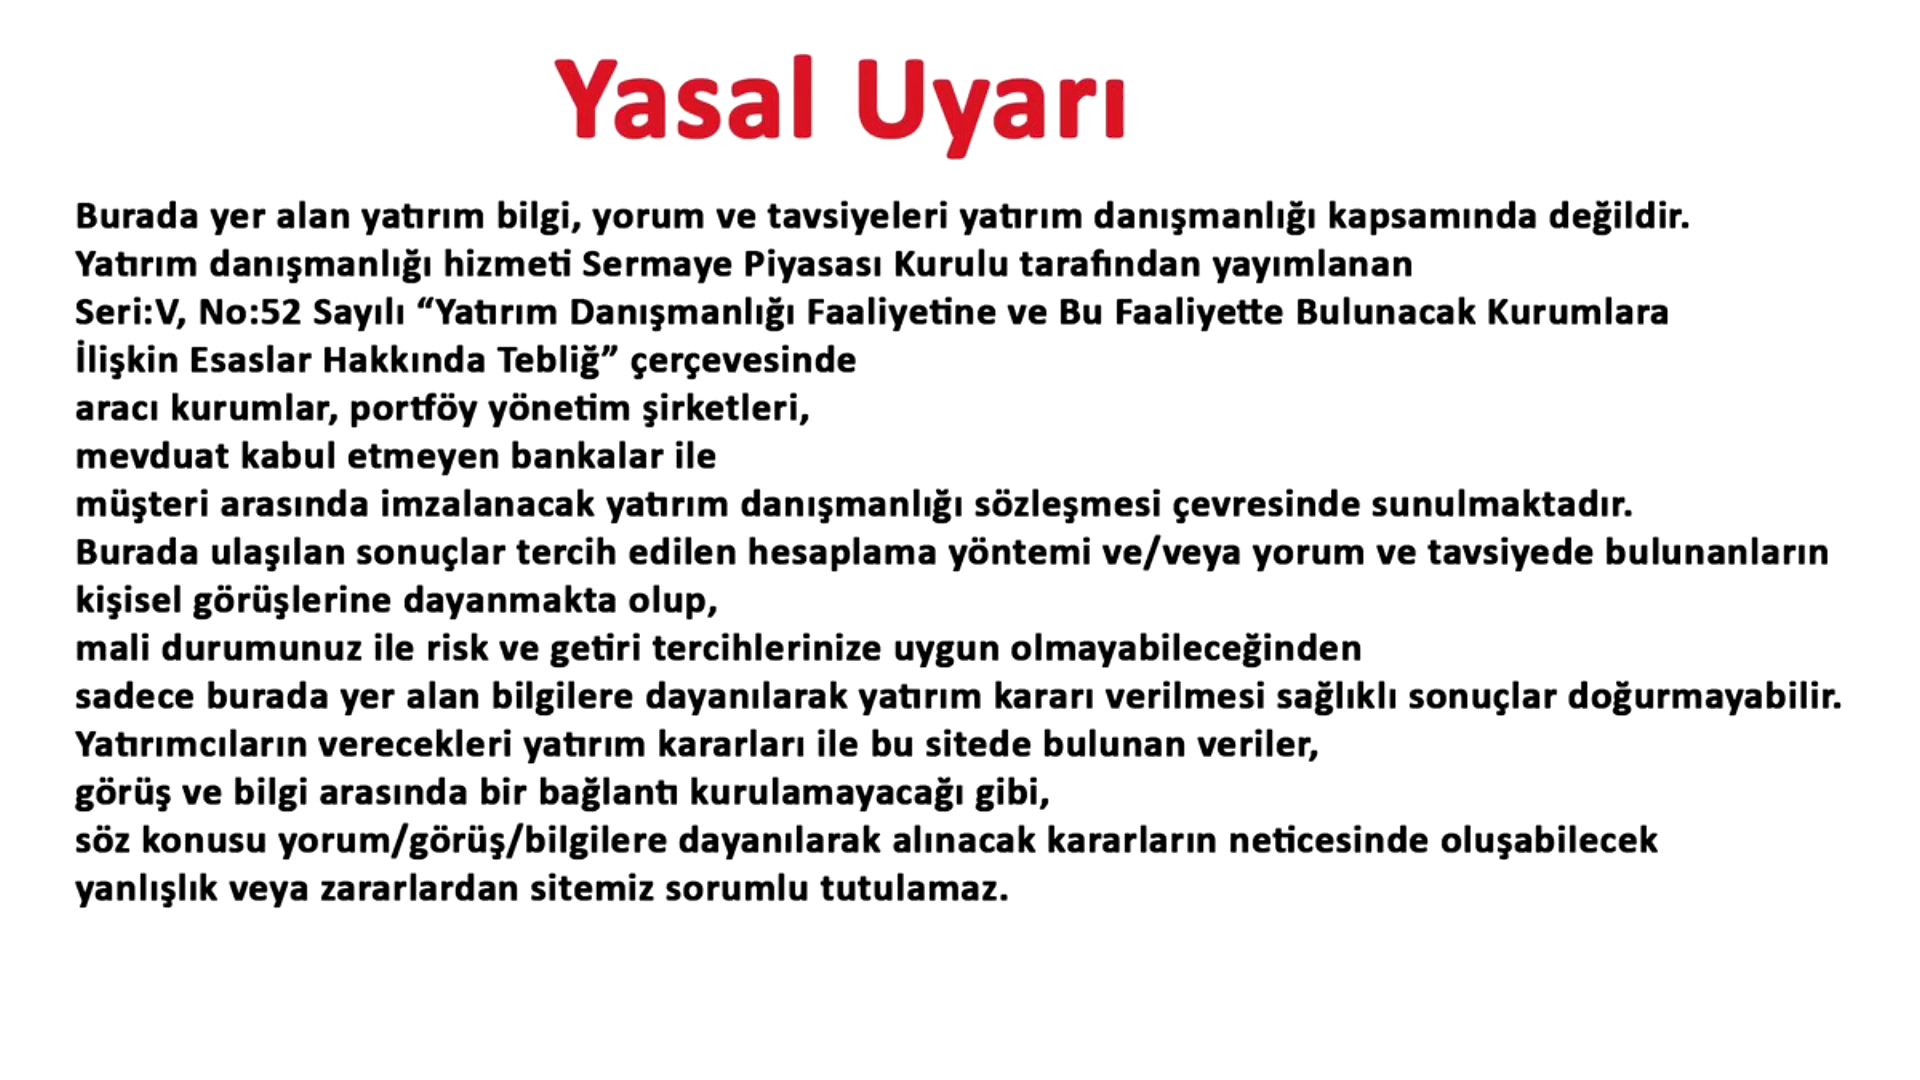 Yasal Uyarı
Burada yer alan yatırım bilgi, yorum ve tavsiyeleri yatırım danışmanlığı kapsamında değildir.
Yatırım danışmanlığı hizmeti Sermaye Piyasası Kurulu tarafından yayımlanan
Seri:V, No:52 Sayılı “Yatırım Danışmanlığı Faaliyetine ve Bu Faaliyette Bulunacak Kurumlara
İlişkin Esaslar Hakkında Tebliğ” çerçevesinde
aracı kurumlar, portföy yönetim şirketleri,
mevduat kabul etmeyen bankalar ile
müşteri arasında imzalanacak yatırım danışmanlığı sözleşmesi çevresinde sunulmaktadır.
Burada ulaşılan sonuçlar tercih edilen hesaplama yöntemi ve/veya yorum ve tavsiyede bulunanların
kişisel görüşlerine dayanmakta olup,
mali durumunuz ile risk ve getiri tercihlerinize uygun olmayabileceğinden
sadece burada yer alan bilgilere dayanılarak yatırım kararı verilmesi sağlıklı sonuçlar doğurmayabilir.
Yatırımcıların verecekleri yatırım kararları ile bu sitede bulunan veriler,
görüş ve bilgi arasında bir bağlantı kurulamayacağı gibi,
söz konusu yorum/görüş/bilgilere dayanılarak alınacak kararların neticesinde oluşabilecek
yanlışlık veya zararlardan sitemiz sorumlu tutulamaz.